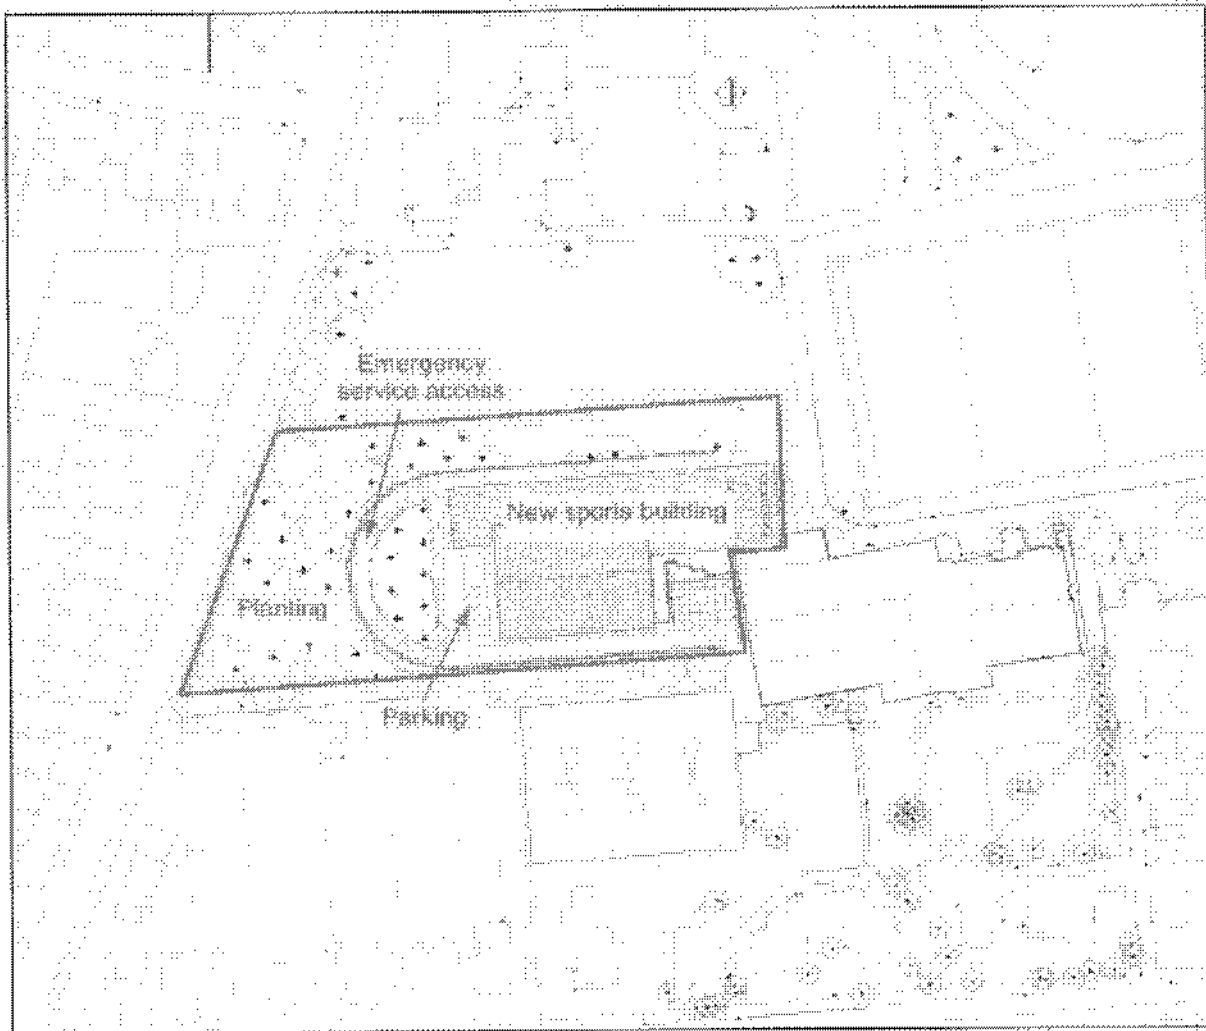 Emergency
service access
New sports building
Planting
Parking